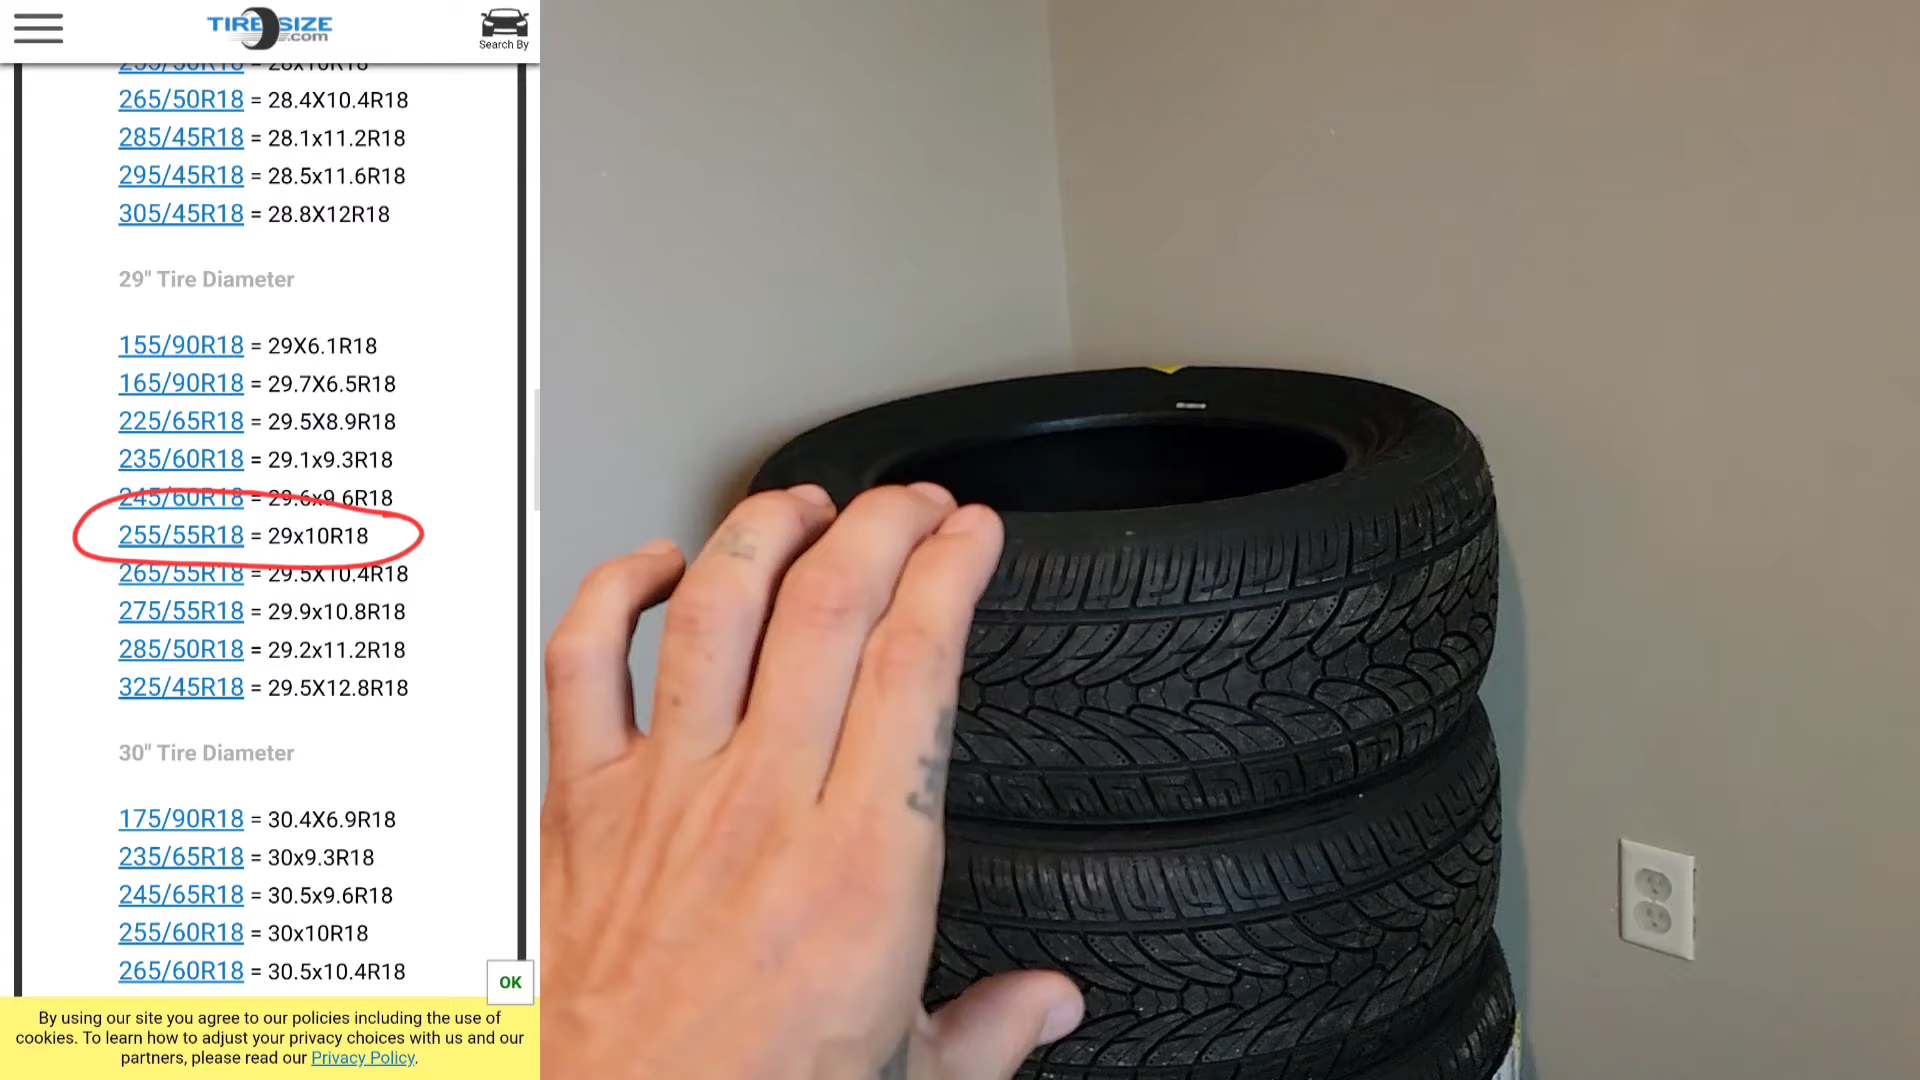 TIRE SIZE
.com
Search By
255/50R18 = 28x10R18
265/50R18 = 28.4X10.4R18
285/45R18 = 28.1x11.2R18
295/45R18 = 28.5x11.6R18
305/45R18 = 28.8X12R18
29" Tire Diameter
155/90R18 = 29X6.1R18
165/90R18 = 29.7X6.5R18
225/65R18 = 29.5X8.9R18
235/60R18 = 29.1x9.3R18
245/60R18 = 29.6x9.6R18
255/55R18 = 29x10R18
265/55R18 = 29.5X10.4R18
275/55R18 = 29.9x10.8R18
285/50R18 = 29.2x11.2R18
325/45R18 = 29.5X12.8R18
30" Tire Diameter
175/90R18 = 30.4X6.9R18
235/65R18 = 30x9.3R18
245/65R18 = 30.5x9.6R18
255/60R18 = 30x10R18
265/60R18 = 30.5x10.4R18
OK
By using our site you agree to our policies including the use of
cookies. To learn how to adjust your privacy choices with us and our
partners, please read our Privacy Policy.